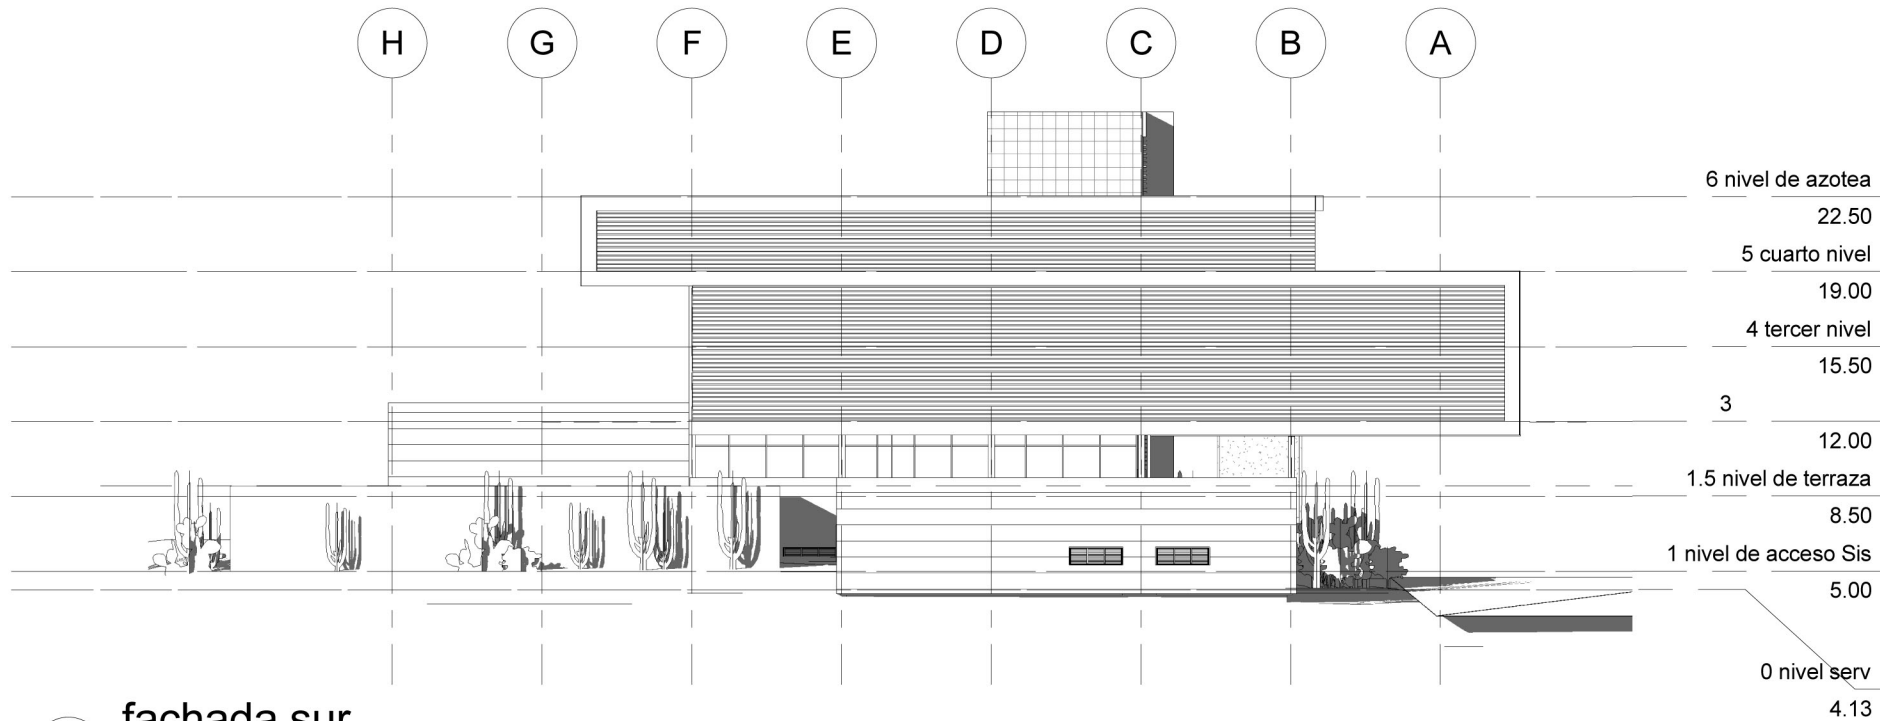 H G F E D C B A
6 nivel de azotea
22.50
5 cuarto nivel
19.00
4 tercer nivel
15.50
3
12.00
1.5 nivel de terraza
8.50
1 nivel de acceso Sis
5.00
0 nivel serv
4.13
fachada sur